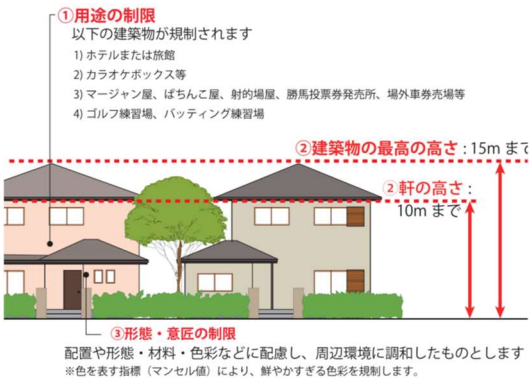 ①用途の制限
以下の建築物が規制されます
1) ホテルまたは旅館
2) カラオケボックス等
3) マージャン屋、ぱちんこ屋、射的場屋、勝馬投票券発売所、場外車券売場等
4) ゴルフ練習場、バッティング練習場
②建築物の最高の高さ : 15m まで
②軒の高さ :
10m まで
③形態・意匠の制限
配置や形態・材料・色彩などに配慮し、周辺環境に調和したものとします
※色を表す指標（マンセル値）により、鮮やかすぎる色彩を規制します。